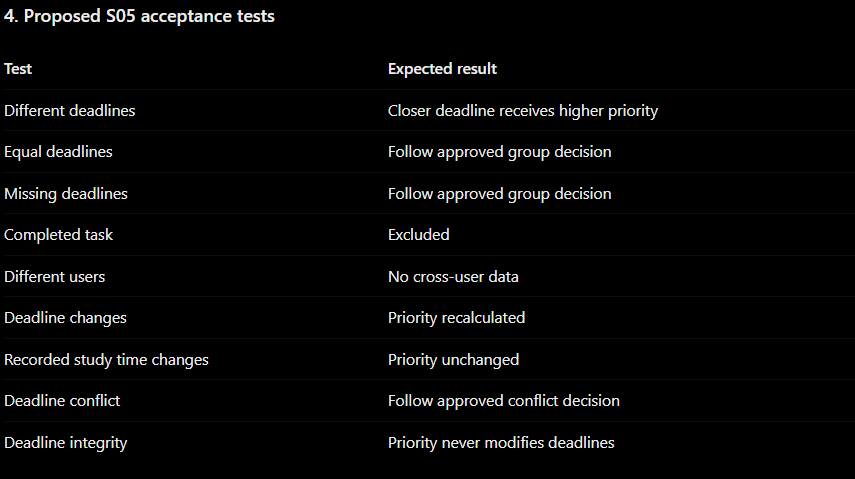 4. Proposed S05 acceptance tests
Test Expected result
Different deadlines Closer deadline receives higher priority
Equal deadlines Follow approved group decision
Missing deadlines Follow approved group decision
Completed task Excluded
Different users No cross-user data
Deadline changes Priority recalculated
Recorded study time changes Priority unchanged
Deadline conflict Follow approved conflict decision
Deadline integrity Priority never modifies deadlines